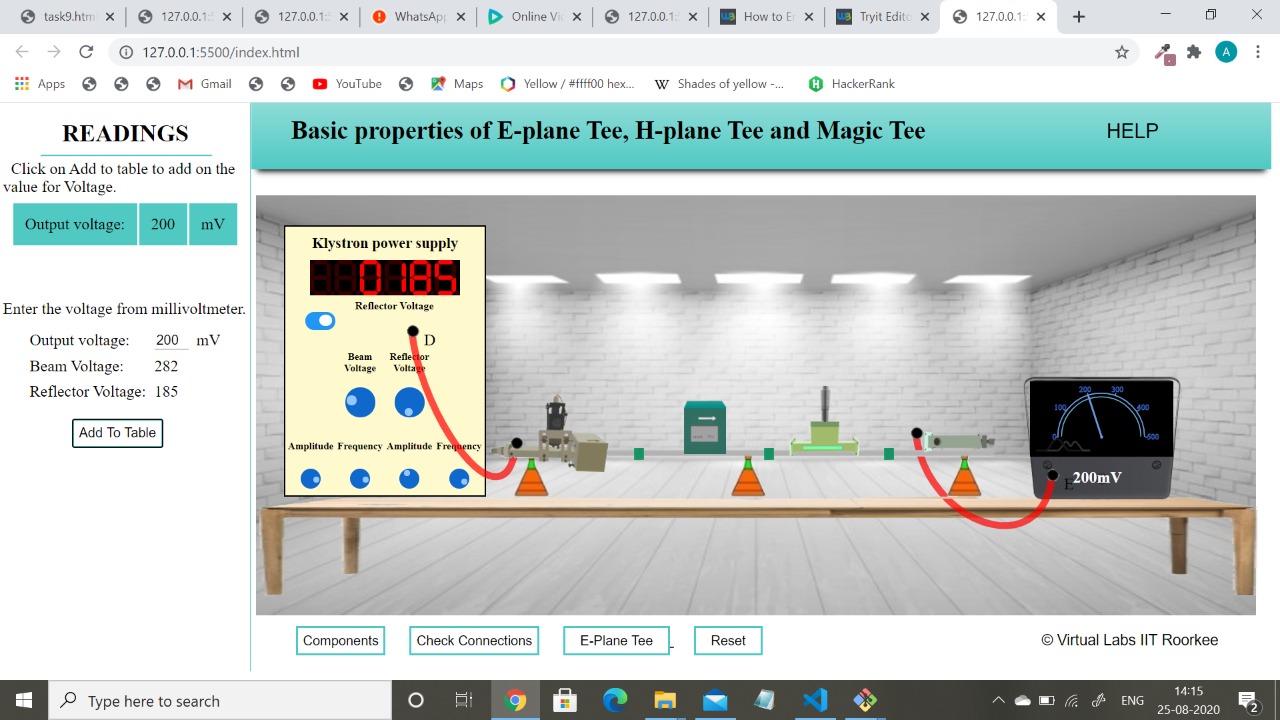 task9.htm
127.0.0.1:
127.0.0.1:
WhatsApp
Online Vi
127.0.0.1:
How to E
Tryit Edito
127.0.0.1:
127.0.0.1:5500/index.html
A
Apps
Gmail
YouTube
Maps
Yellow / #ffff00 hex...
Shades of yellow -...
HackerRank
READINGS
Click on Add to table to add on the
value for Voltage.
Output voltage: 200 mV
Enter the voltage from millivoltmeter.
Output voltage: 200 mV
Beam Voltage: 282
Reflector Voltage: 185
Add To Table
Basic properties of E-plane Tee, H-plane Tee and Magic Tee
HELP
Klystron power supply
0185
Reflector Voltage
D
Beam Voltage
Reflector Voltage
Amplitude Frequency Amplitude Frequency
0 100 200 300 400 500
E
200mV
Components
Check Connections
E-Plane Tee
Reset
© Virtual Labs IIT Roorkee
Type here to search
ENG
14:15
25-08-2020
2